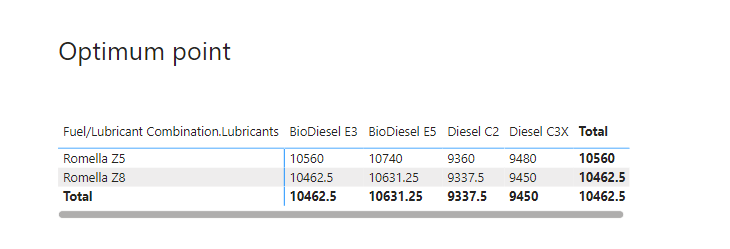 Optimum point
Fuel/Lubricant Combination.Lubricants BioDiesel E3 BioDiesel E5 Diesel C2 Diesel C3X Total
Romella Z5 10560 10740 9360 9480 10560
Romella Z8 10462.5 10631.25 9337.5 9450 10462.5
Total 10462.5 10631.25 9337.5 9450 10462.5